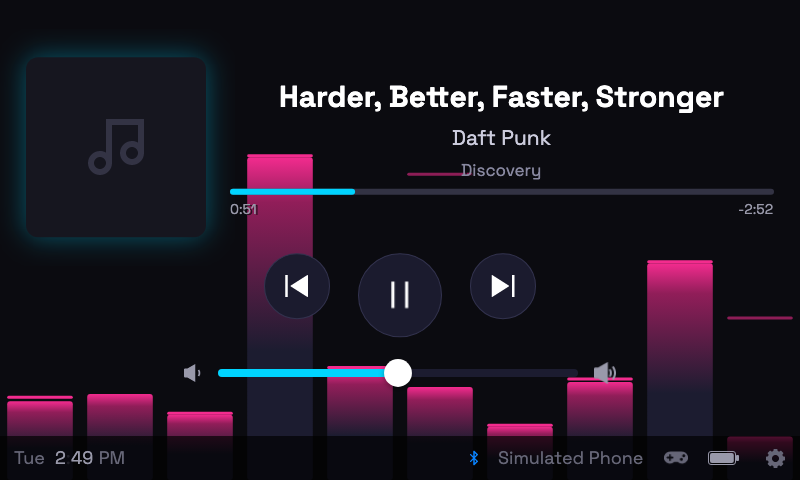 Harder, Better, Faster, Stronger
Daft Punk
Discovery
0:51 -2:52
Tue 2 49 PM Simulated Phone